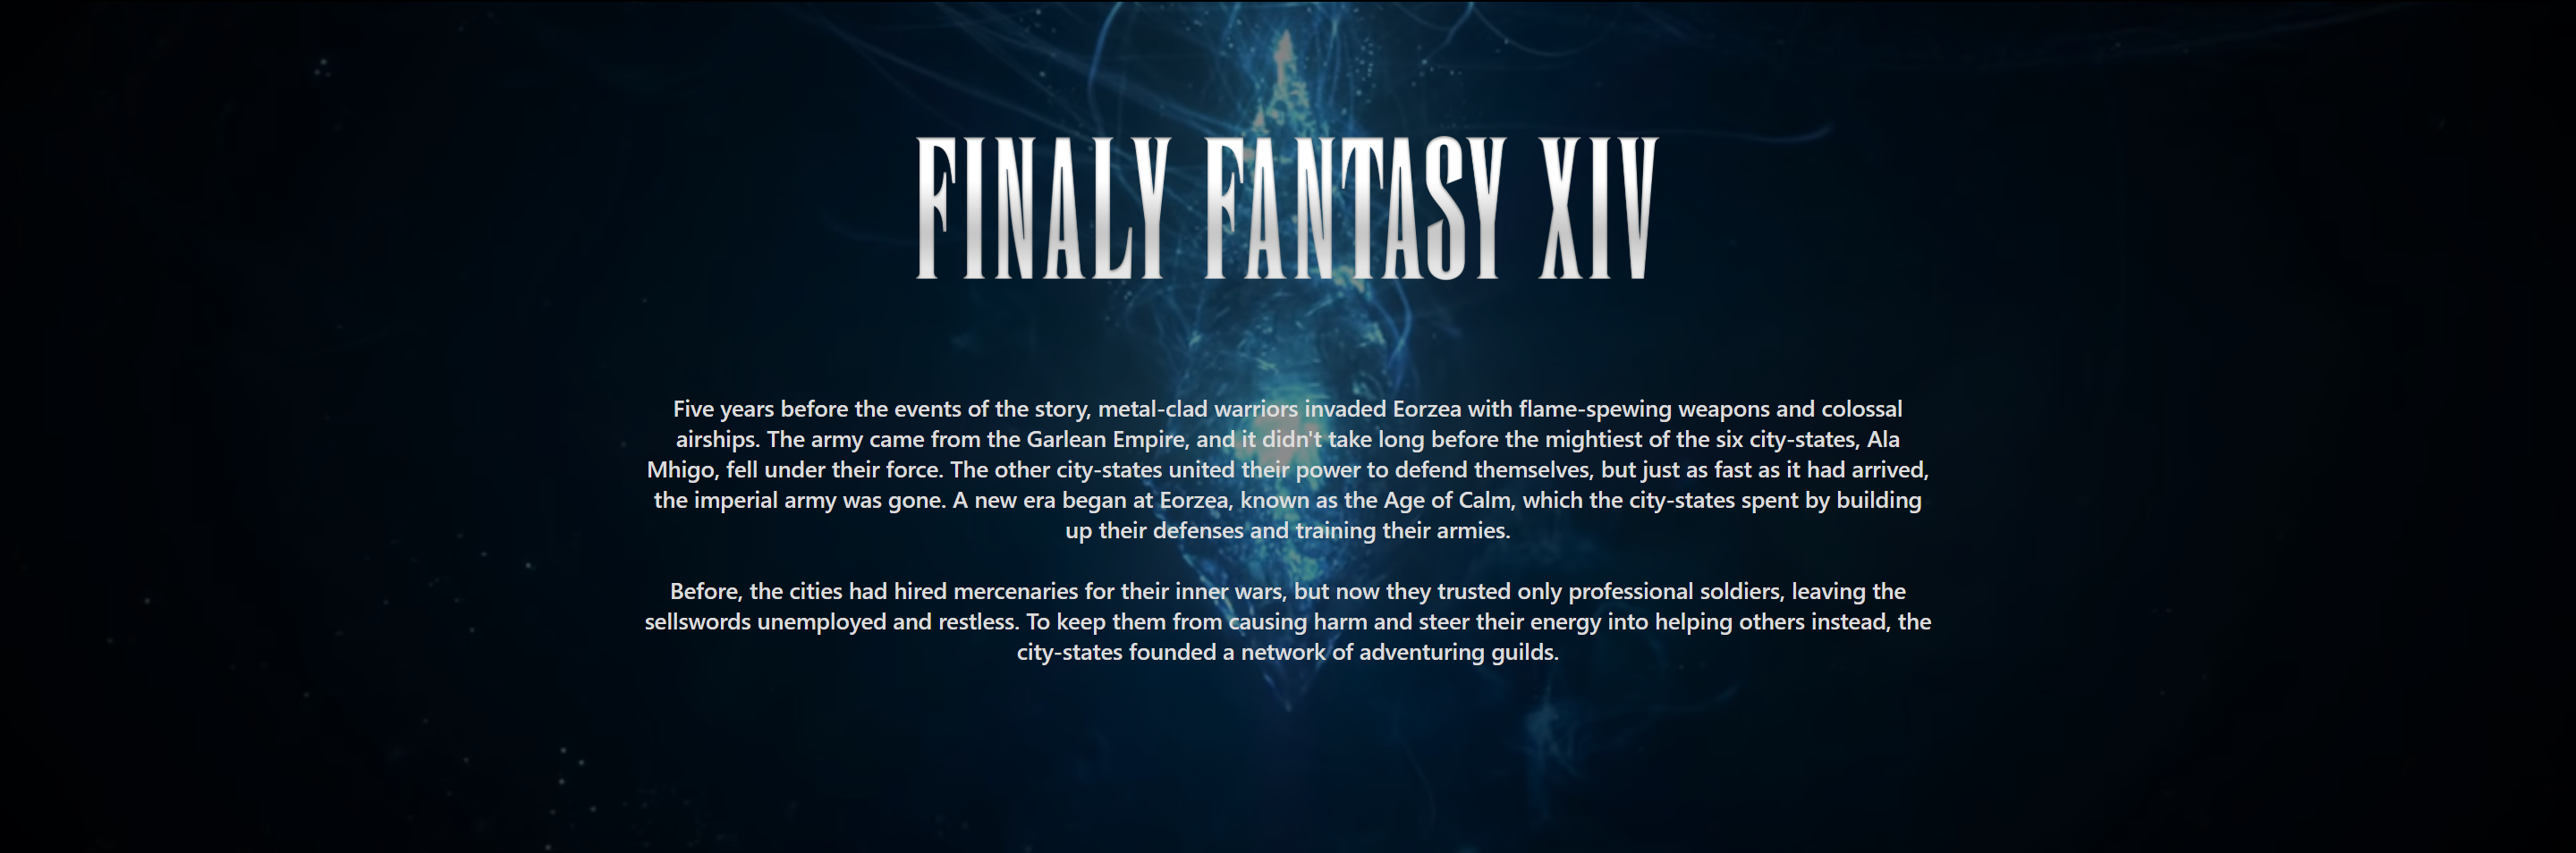 FINALY FANTASY XIV
Five years before the events of the story, metal-clad warriors invaded Eorzea with flame-spewing weapons and colossal
airships. The army came from the Garlean Empire, and it didn't take long before the mightiest of the six city-states, Ala
Mhigo, fell under their force. The other city-states united their power to defend themselves, but just as fast as it had arrived,
the imperial army was gone. A new era began at Eorzea, known as the Age of Calm, which the city-states spent by building
up their defenses and training their armies.
Before, the cities had hired mercenaries for their inner wars, but now they trusted only professional soldiers, leaving the
sellswords unemployed and restless. To keep them from causing harm and steer their energy into helping others instead, the
city-states founded a network of adventuring guilds.